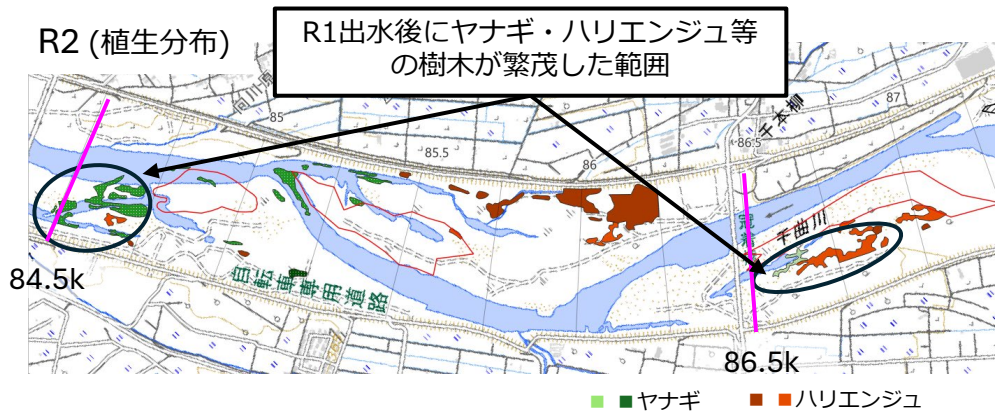 R2 (植生分布)
R1出水後にヤナギ・ハリエンジュ等
の樹木が繁茂した範囲
85
85.5
86
86.5
87
千本柳
千曲川
自転車専用道路
84.5k
86.5k
ヤナギ
ハリエンジュ